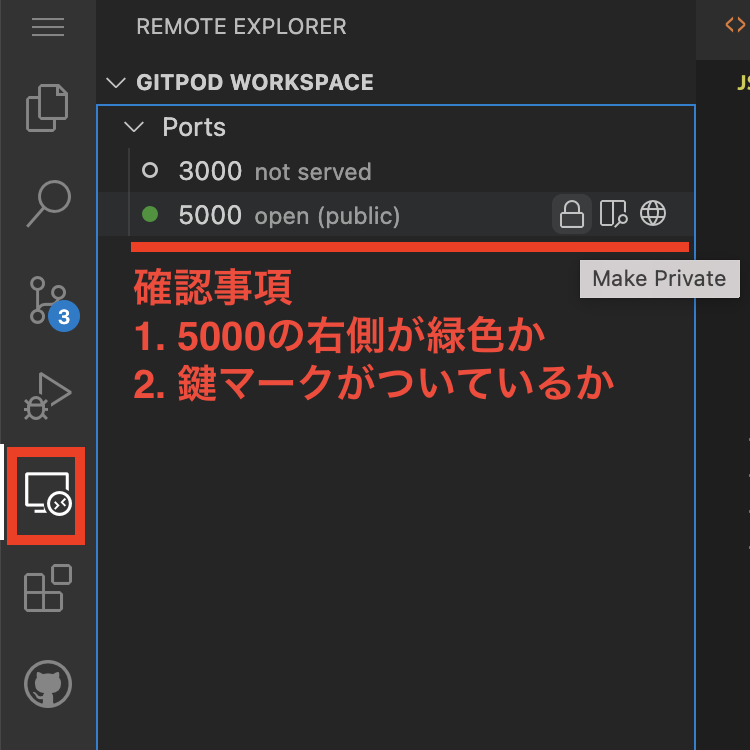 REMOTE EXPLORER
GITPOD WORKSPACE
Ports
3000 not served
5000 open (public)
Make Private
確認事項
1. 5000の右側が緑色か
2. 鍵マークがついているか
3
JS